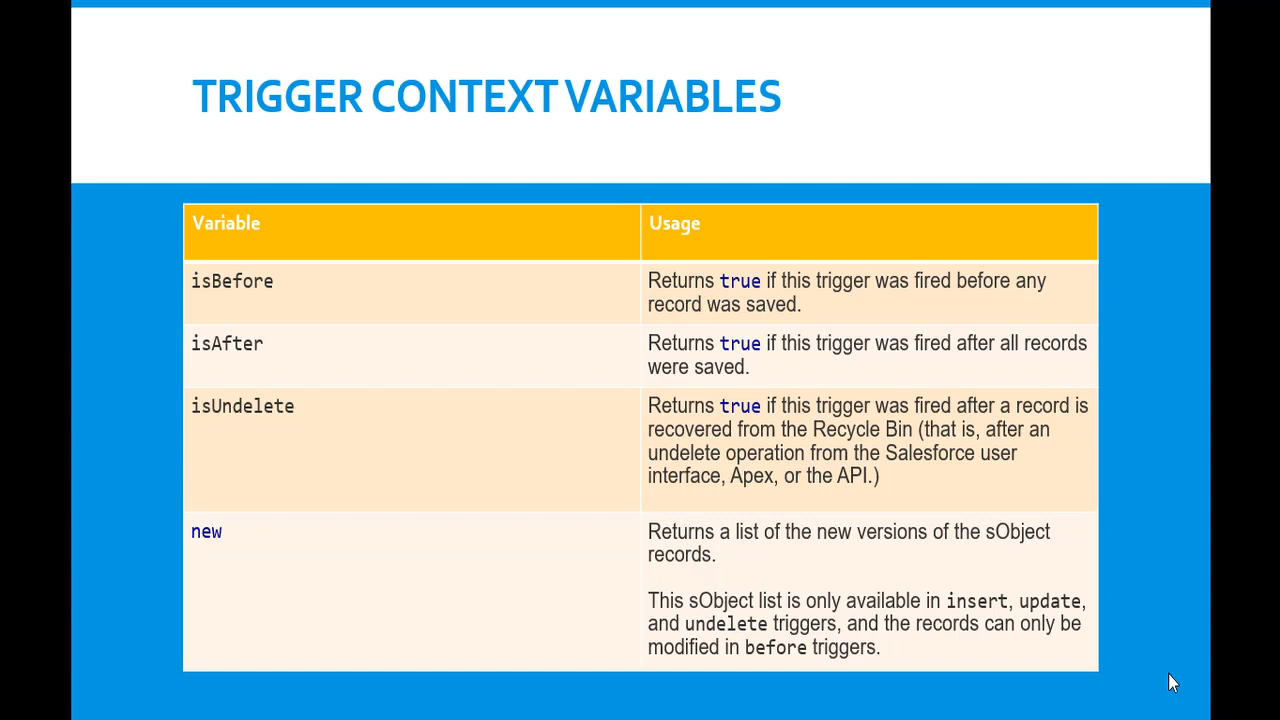 TRIGGER CONTEXT VARIABLES
Variable
Usage
isBefore
Returns true if this trigger was fired before any
record was saved.
isAfter
Returns true if this trigger was fired after all records
were saved.
isUndelete
Returns true if this trigger was fired after a record is
recovered from the Recycle Bin (that is, after an
undelete operation from the Salesforce user
interface, Apex, or the API.)
new
Returns a list of the new versions of the sObject
records.
This sObject list is only available in insert, update,
and undelete triggers, and the records can only be
modified in before triggers.